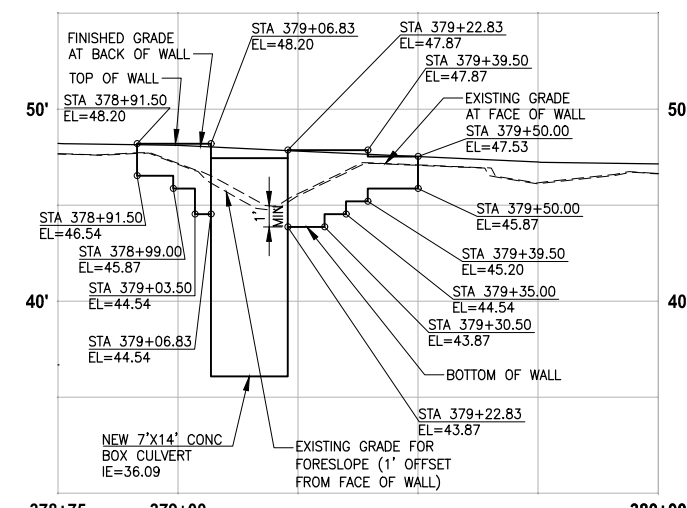 FINISHED GRADE
AT BACK OF WALL
TOP OF WALL
STA 378+91.50
EL=48.20
STA 379+06.83
EL=48.20
STA 379+22.83
EL=47.87
STA 379+39.50
EL=47.87
EXISTING GRADE
AT FACE OF WALL
STA 379+50.00
EL=47.53
50'
50'
STA 378+91.50
EL=46.54
STA 378+99.00
EL=45.87
STA 379+03.50
EL=44.54
STA 379+06.83
EL=44.54
1'
MIN
STA 379+50.00
EL=45.87
STA 379+39.50
EL=45.20
STA 379+35.00
EL=44.54
STA 379+30.50
EL=43.87
40'
40
BOTTOM OF WALL
STA 379+22.83
EL=43.87
NEW 7'X14' CONC
BOX CULVERT
IE=36.09
EXISTING GRADE FOR
FORESLOPE (1' OFFSET
FROM FACE OF WALL)
378+75
379+00
380+00